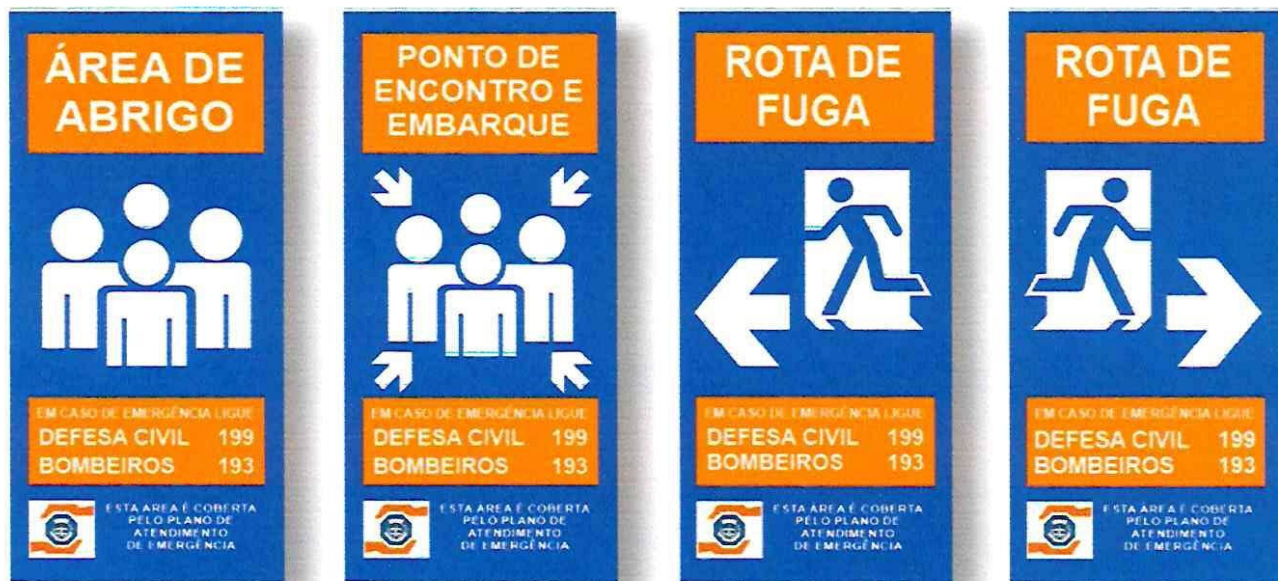 ÁREA DE
ABRIGO
EM CASO DE EMERGÊNCIA LIGUE
DEFESA CIVIL 199
BOMBEIROS 193
ESTA ÁREA É COBERTA
PELO PLANO DE
ATENDIMENTO
DE EMERGÊNCIA
PONTO DE
ENCONTRO E
EMBARQUE
EM CASO DE EMERGÊNCIA LIGUE
DEFESA CIVIL 199
BOMBEIROS 193
ESTA ÁREA É COBERTA
PELO PLANO DE
ATENDIMENTO
DE EMERGÊNCIA
ROTA DE
FUGA
EM CASO DE EMERGÊNCIA LIGUE
DEFESA CIVIL 199
BOMBEIROS 193
ESTA ÁREA É COBERTA
PELO PLANO DE
ATENDIMENTO
DE EMERGÊNCIA
ROTA DE
FUGA
EM CASO DE EMERGÊNCIA LIGUE
DEFESA CIVIL 199
BOMBEIROS 193
ESTA ÁREA É COBERTA
PELO PLANO DE
ATENDIMENTO
DE EMERGÊNCIA